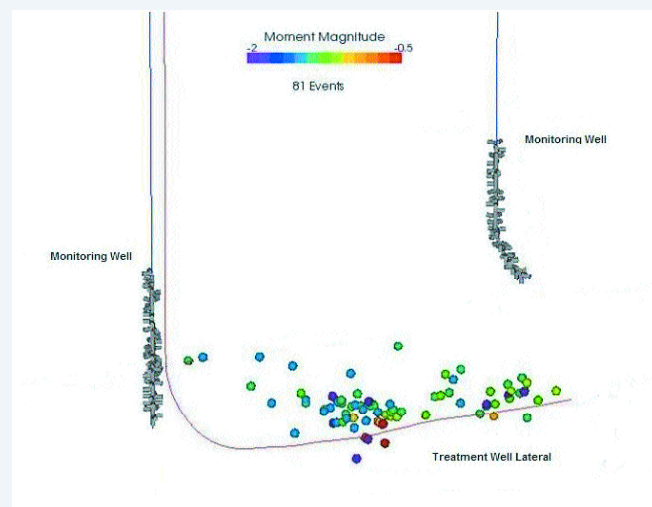 Moment Magnitude
-2
-0.5
81 Events
Monitoring Well
Monitoring Well
Treatment Well Lateral